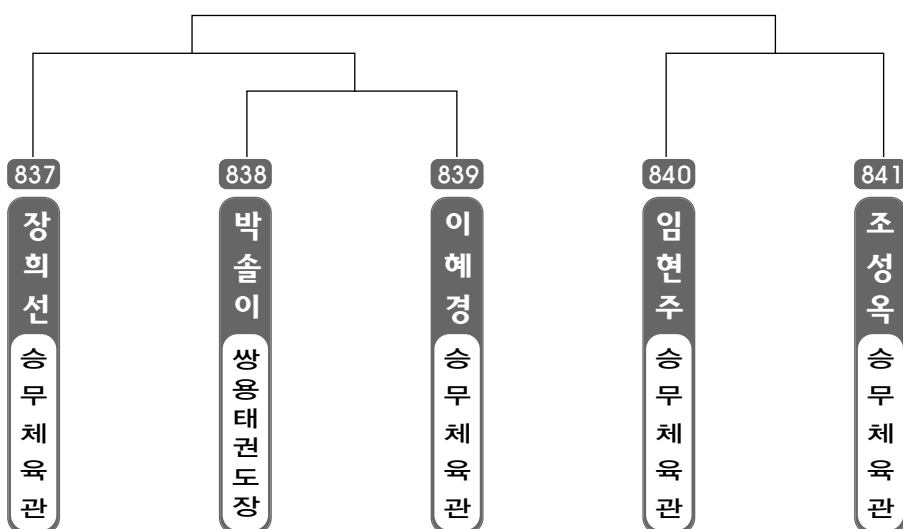 837
장희선
승무체육관
838
박솔이
쌍용태권도장
839
이혜경
승무체육관
840
임현주
승무체육관
841
조성옥
승무체육관